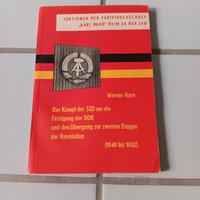 LEKTIONEN DER PARTEIHOCHSCHULE
„KARL MARX" BEIM ZK DER SED
Werner Horn
Der Kampf der SED um die
Festigung der DDR
und den Übergang zur zweiten Etappe
der Revolution
(1949 bis 1952)